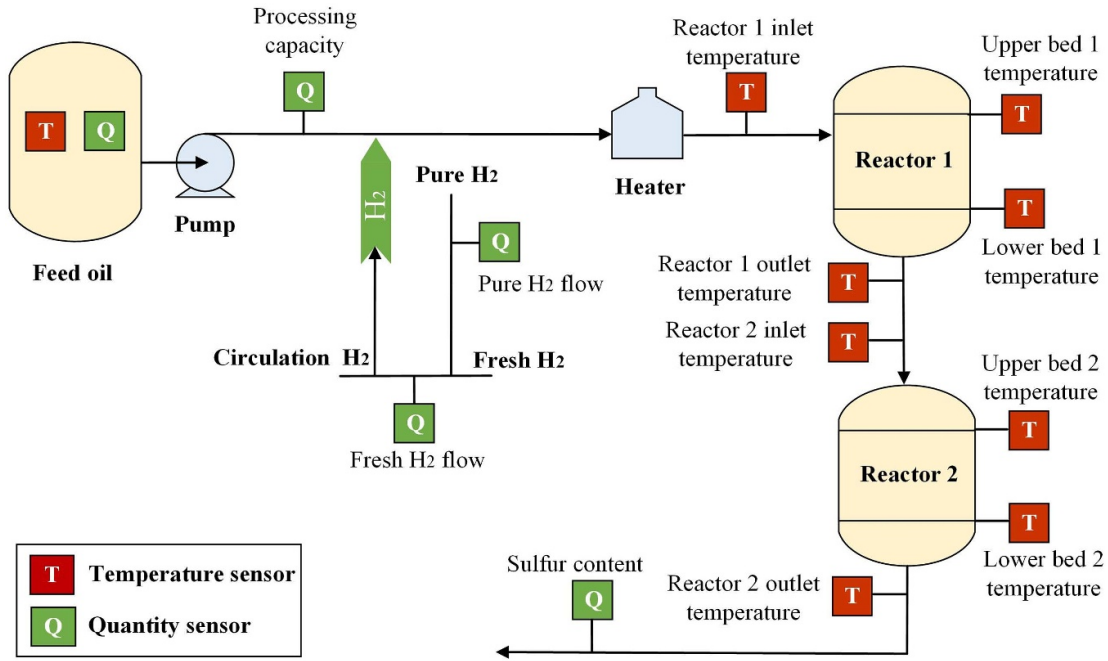 Processing
capacity
Q
Reactor 1 inlet
temperature
T
Upper bed 1
temperature
T
T
Q
Pump
Feed oil
H2
Pure H2
Q
Pure H2 flow
Heater
Reactor 1
T
Lower bed 1
temperature
Reactor 1 outlet
temperature
T
Reactor 2 inlet
temperature
T
Circulation H2
Fresh H2
Q
Fresh H2 flow
Upper bed 2
temperature
T
Reactor 2
T
Lower bed 2
temperature
T Temperature sensor
Q Quantity sensor
Sulfur content
Q
Reactor 2 outlet
temperature
T